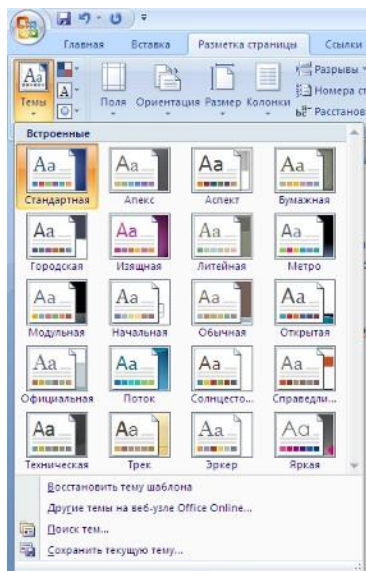 Главная Вставка Разметка страницы Ссылки
Aa
A
Темы Поля Ориентация Размер Колонки
Разрывы
Номера ст
Расстанов
Встроенные
Aa Aa Aa Aa
Стандартная Апекс Аспект Бумажная
Aa Aa Aa Aa
Городская Изящная Литейная Метро
Aa Aa Aa Aa
Модульная Начальная Обычная Открытая
Aa Aa Aa Aa
Официальная Поток Солнцесто... Справедли...
Aa Aa Aa Aa
Техническая Трек Эркер Яркая
Восстановить тему шаблона
Другие темы на веб-узле Office Online...
Поиск тем...
Сохранить текущую тему...